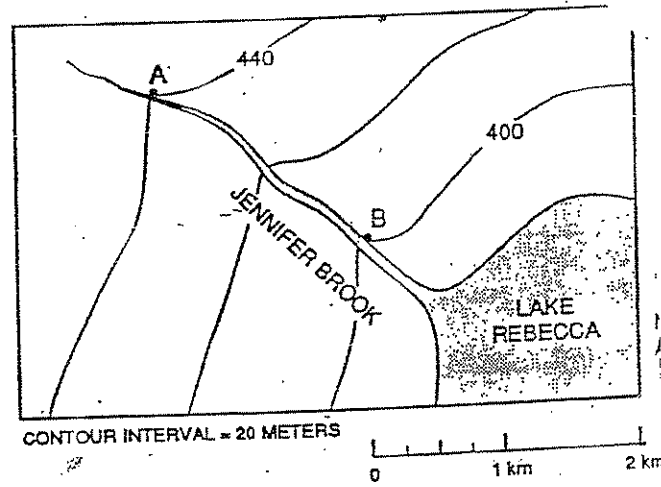 440
A
400
B
JENNIFER BROOK
LAKE
REBECCA
CONTOUR INTERVAL = 20 METERS
0 1 km 2 km